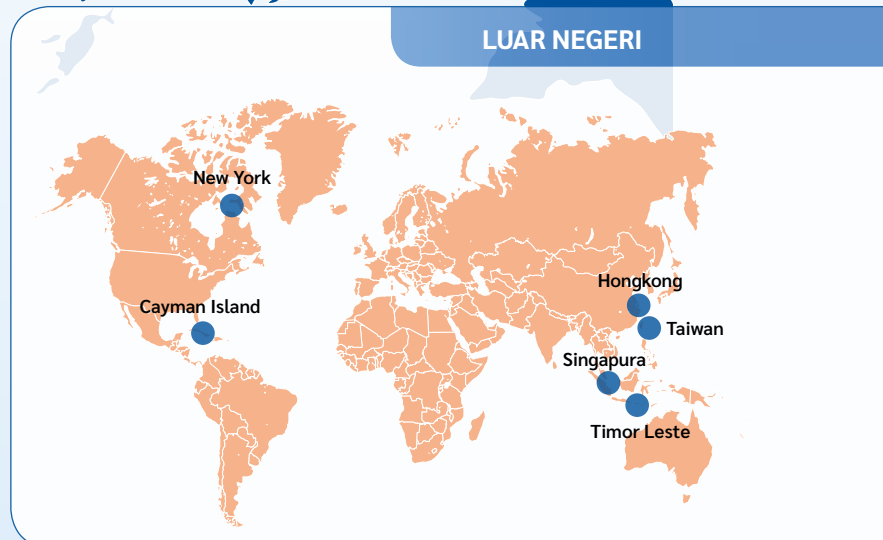 LUAR NEGERI
New York
Cayman Island
Hongkong
Taiwan
Singapura
Timor Leste